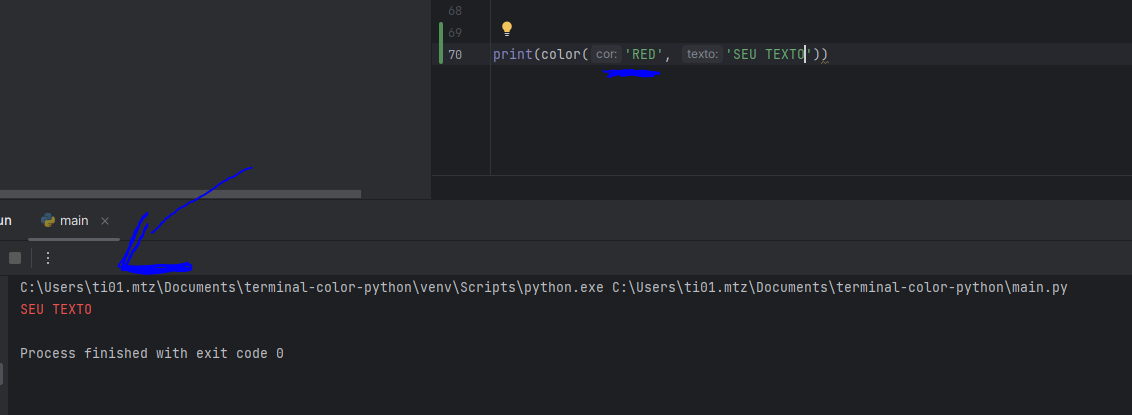 68
69
70 print(color( cor: 'RED', texto: 'SEU TEXTO'))
un main ×
C:\Users\ti01.mtz\Documents\terminal-color-python\venv\Scripts\python.exe C:\Users\ti01.mtz\Documents\terminal-color-python\main.py
SEU TEXTO
Process finished with exit code 0